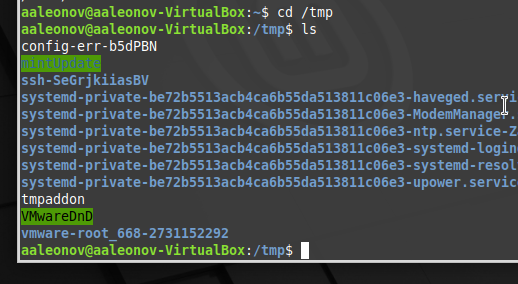 aaleonov@aaleonov-VirtualBox:~$ cd /tmp
aaleonov@aaleonov-VirtualBox:/tmp$ ls
config-err-b5dPBN
mintUpdate
ssh-SeGrjkiiasBV
systemd-private-be72b5513acb4ca6b55da513811c06e3-haveged.servi
systemd-private-be72b5513acb4ca6b55da513811c06e3-ModemManager.
systemd-private-be72b5513acb4ca6b55da513811c06e3-ntp.service-Z
systemd-private-be72b5513acb4ca6b55da513811c06e3-systemd-login
systemd-private-be72b5513acb4ca6b55da513811c06e3-systemd-resol
systemd-private-be72b5513acb4ca6b55da513811c06e3-upower.servic
tmpaddon
VMwareDnD
vmware-root_668-2731152292
aaleonov@aaleonov-VirtualBox:/tmp$